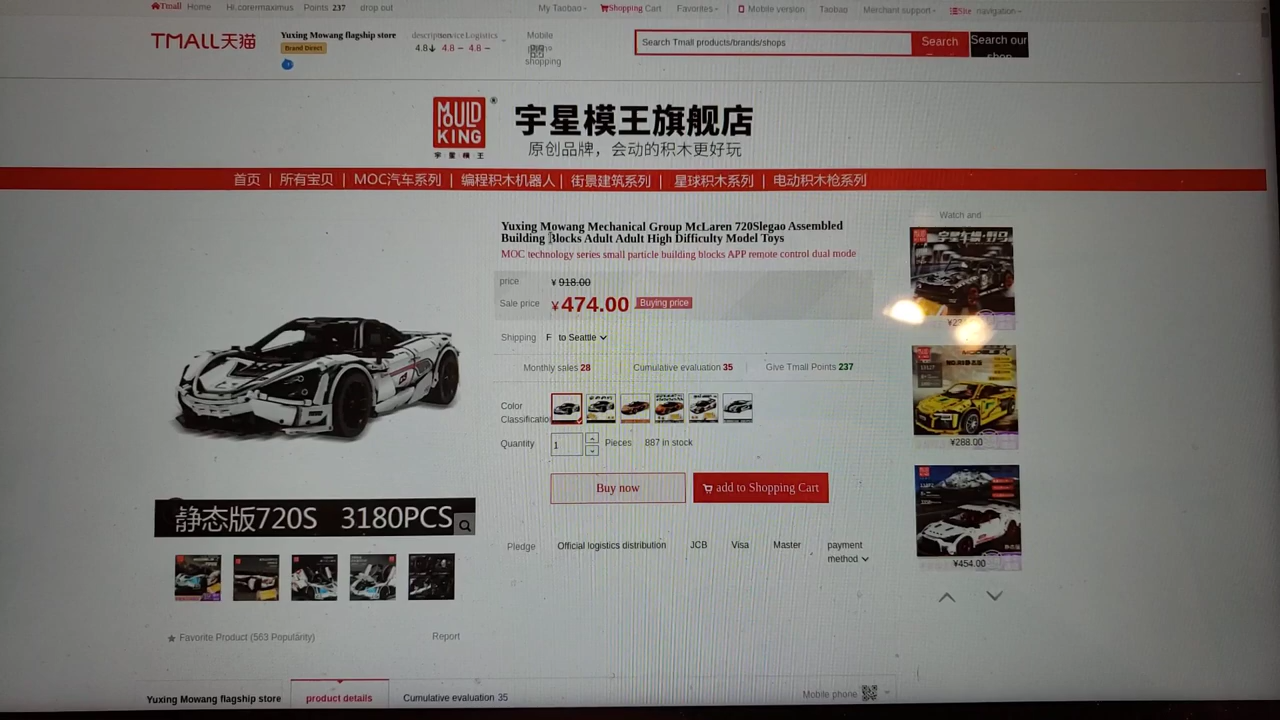 Tmall Home Hi,corermaximus Points 237 drop out My Taobao Shopping Cart Favorites Mobile version Taobao Merchant support Site navigation
TMALL天猫
Yuxing Mowang flagship store
Brand Direct
Service Logistics
4.8 4.8 4.8
Mobile
shopping
Search Tmall products/brands/shops
Search
Search our
shop
MOULD KING ®
宇·星·模·王
宇星模王旗舰店
原创品牌，会动的积木更好玩
首页 | 所有宝贝 | MOC汽车系列 | 编程积木机器人 | 街景建筑系列 | 星球积木系列 | 电动积木枪系列
Yuxing Mowang Mechanical Group McLaren 720Slegao Assembled
Building Blocks Adult Adult High Difficulty Model Toys
MOC technology series small particle building blocks APP remote control dual mode
price ¥ 918.00
Sale price ¥ 474.00 Buying price
Shipping F to Seattle
Monthly sales 28 Cumulative evaluation 35 Give Tmall Points 237
Color
Classification
Quantity 1 Pieces 887 in stock
Buy now
add to Shopping Cart
Pledge Official logistics distribution JCB Visa Master payment
method
静态版720S 3180PCS
Favorite Product (563 Popularity) Report
Watch and
¥288.00
¥454.00
Yuxing Mowang flagship store product details Cumulative evaluation 35 Mobile phone